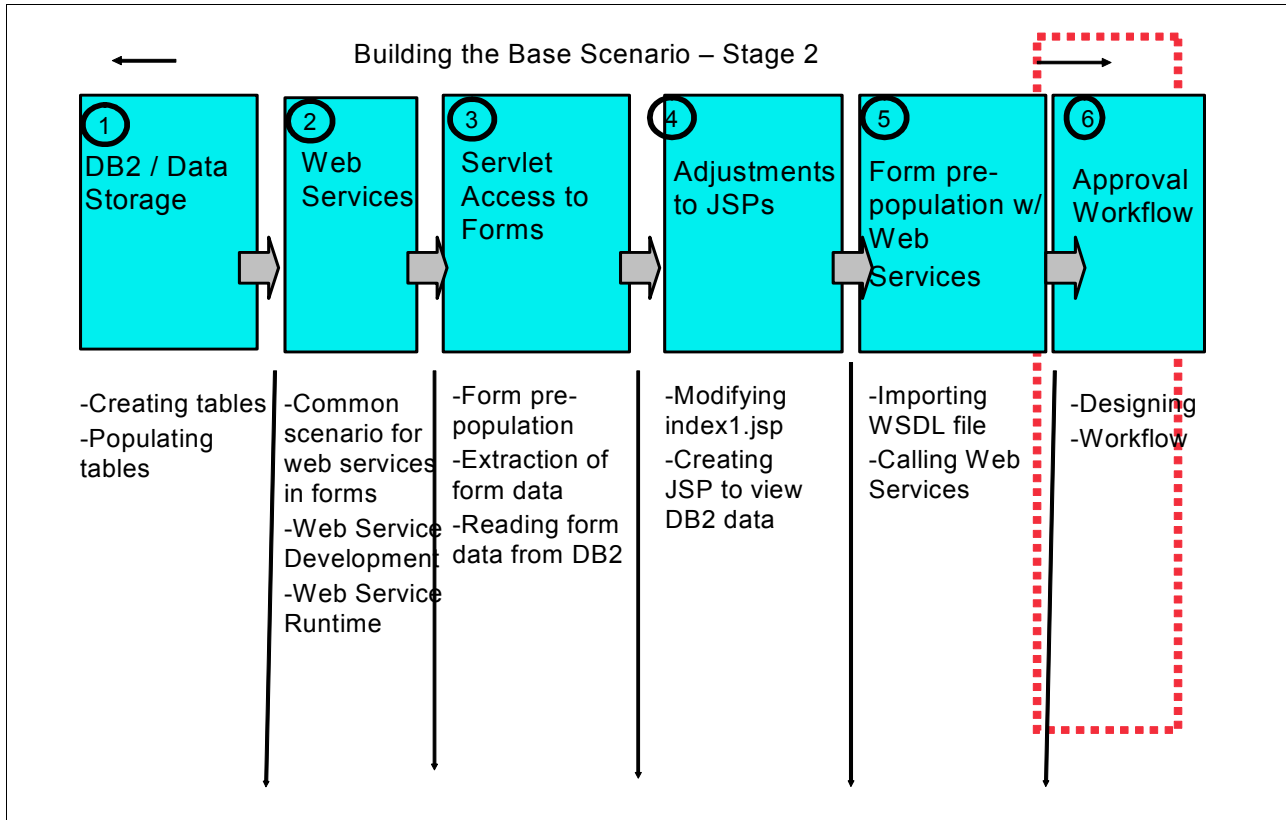 Building the Base Scenario – Stage 2
1
DB2 / Data
Storage
2
Web
Services
3
Servlet
Access to
Forms
4
Adjustments
to JSPs
5
Form pre-
population w/
Web
Services
6
Approval
Workflow
-Creating tables
-Populating
tables
-Common
scenario for
web services
in forms
-Web Service
Development
-Web Service
Runtime
-Form pre-
population
-Extraction of
form data
-Reading form
data from DB2
-Modifying
index1.jsp
-Creating
JSP to view
DB2 data
-Importing
WSDL file
-Calling Web
Services
-Designing
-Workflow